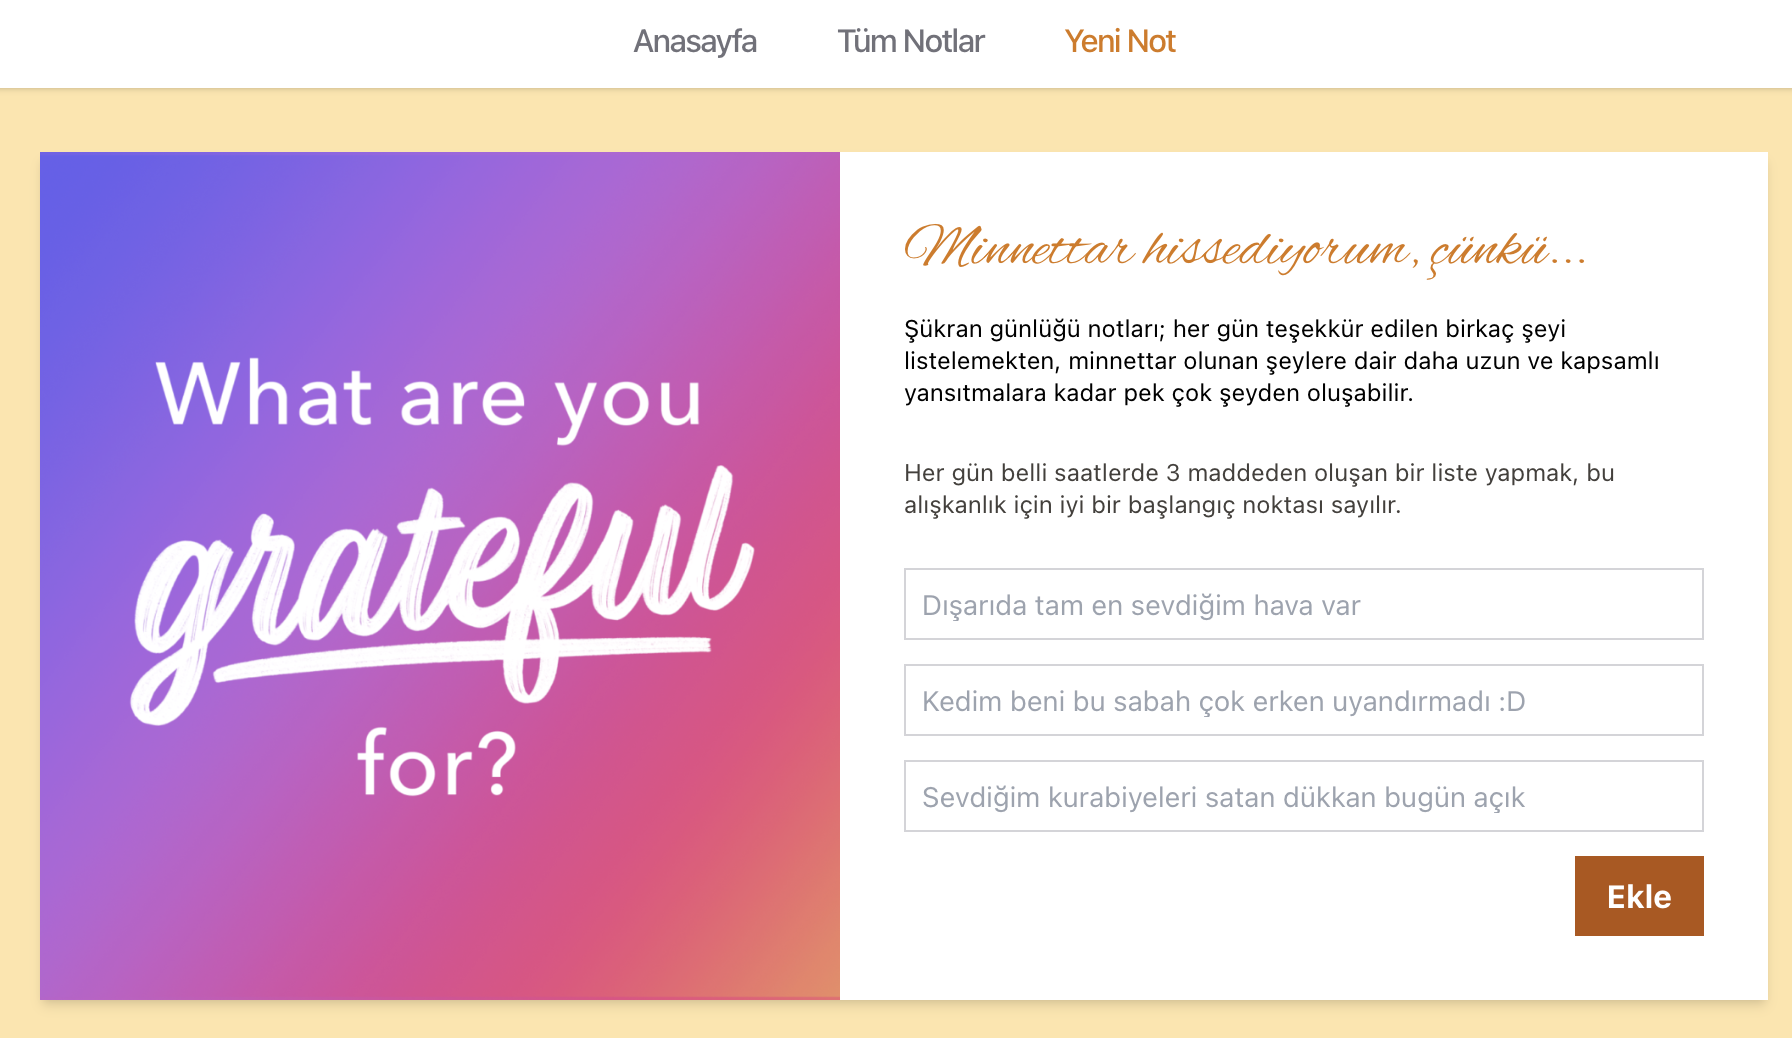 Anasayfa Tüm Notlar Yeni Not
What are you
grateful
for?
Minnettar hissediyorum, çünkü...
Şükran günlüğü notları; her gün teşekkür edilen birkaç şeyi
listelemekten, minnettar olunan şeylere dair daha uzun ve kapsamlı
yansıtmalara kadar pek çok şeyden oluşabilir.
Her gün belli saatlerde 3 maddeden oluşan bir liste yapmak, bu
alışkanlık için iyi bir başlangıç noktası sayılır.
Dışarıda tam en sevdiğim hava var
Kedim beni bu sabah çok erken uyandırmadı :D
Sevdiğim kurabiyeleri satan dükkan bugün açık
Ekle